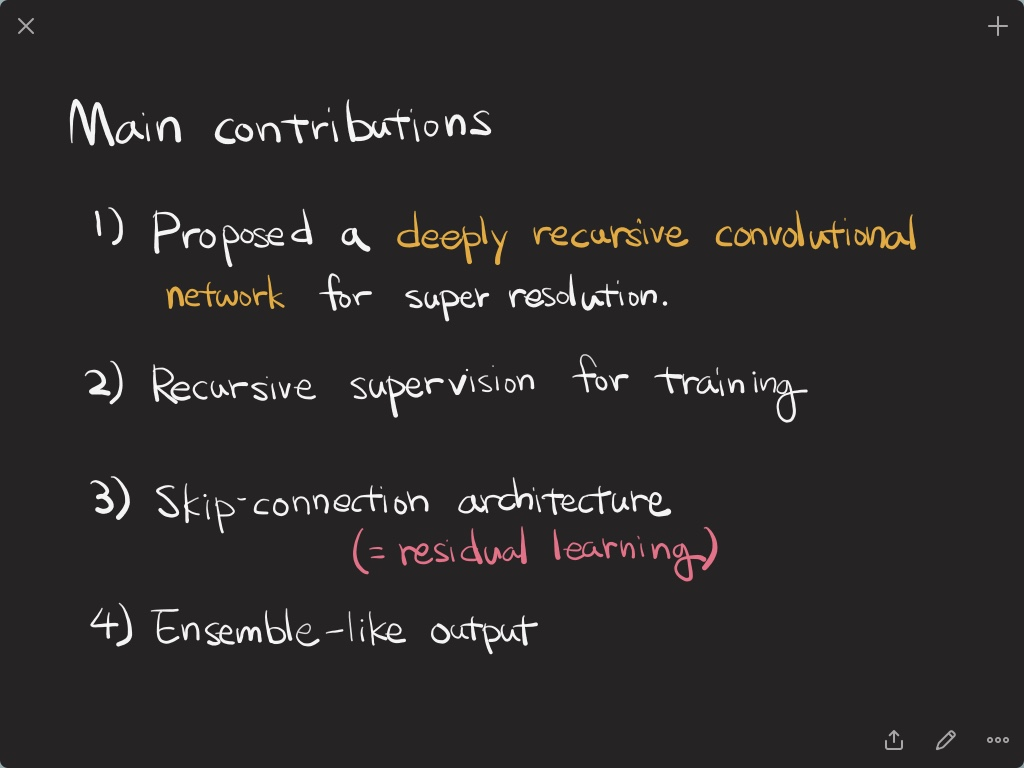 Main contributions
1) Proposed a deeply recursive convolutional
network for super resolution.
2) Recursive supervision for training
3) Skip-connection architecture
(= residual learning)
4) Ensemble-like output